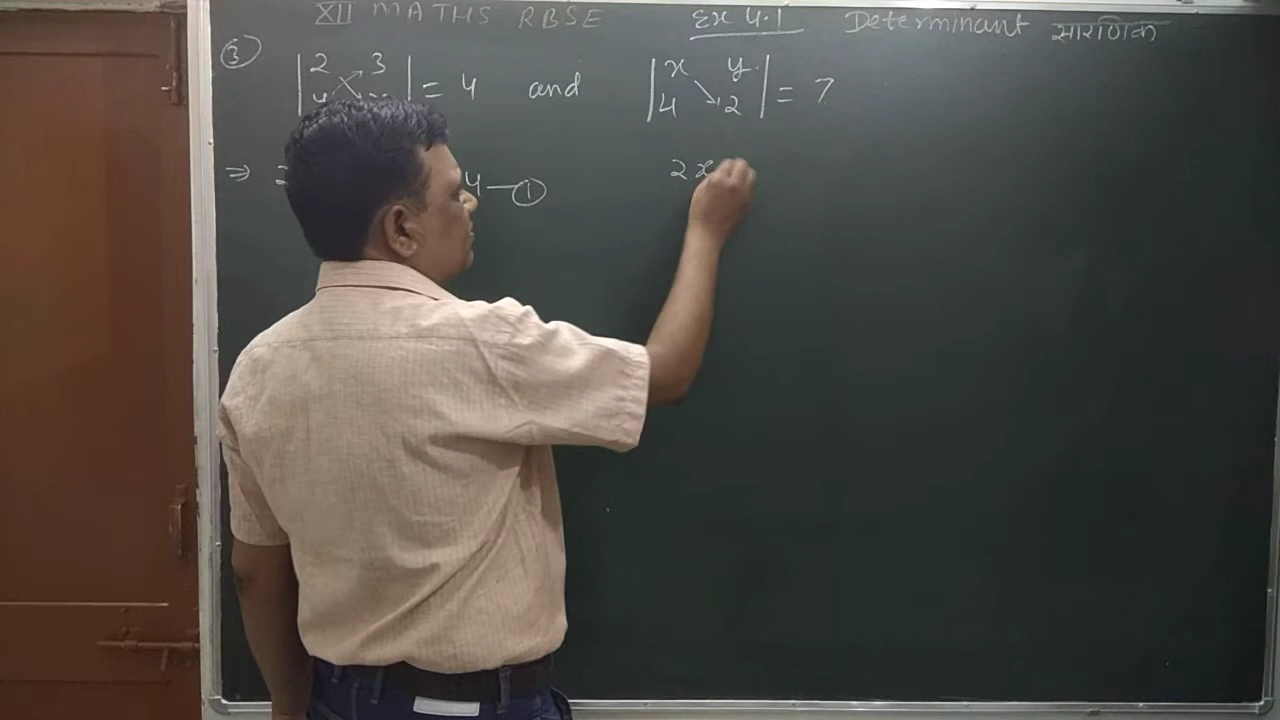 XII MATHS RBSE Ex 4.1 Determinant सारणिक
③ | 2 3 | = 4 and | x y | = 7
4 4 2
⇒ 4 — ① 2x